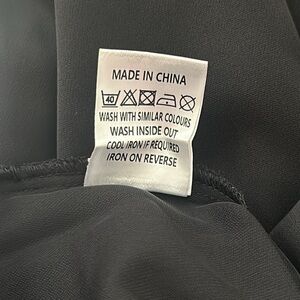 MADE IN CHINA
40
WASH WITH SIMILAR COLOURS
WASH INSIDE OUT
COOL IRON IF REQUIRED
IRON ON REVERSE